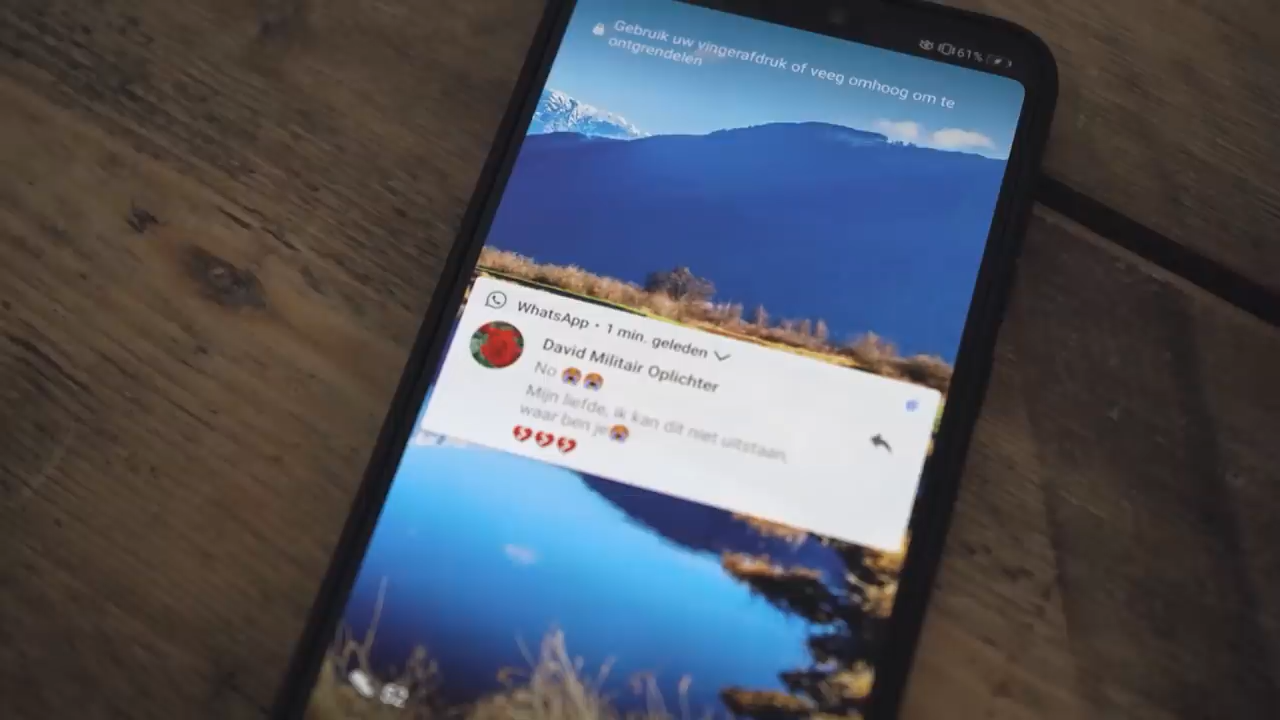 61%
Gebruik uw vingerafdruk of veeg omhoog om te
ontgrendelen
WhatsApp • 1 min. geleden
David Militair Oplichter
No 😭😭
Mijn liefde, ik kan dit niet uitstaan,
waar ben je😭
💔💔💔